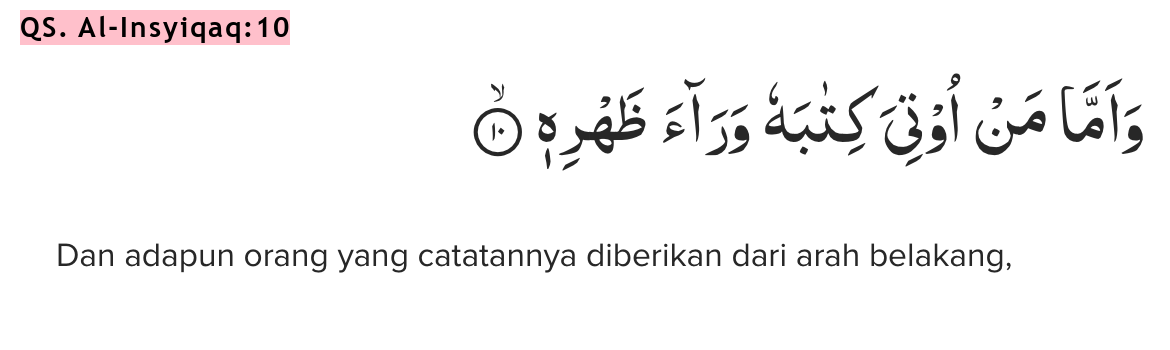 QS. Al-Insyiqaq:10
وَاَمَّا مَنْ اُوْتِيَ كِتٰبَهٗ وَرَاۤءَ ظَهْرِهٖۙ ١٠
Dan adapun orang yang catatannya diberikan dari arah belakang,